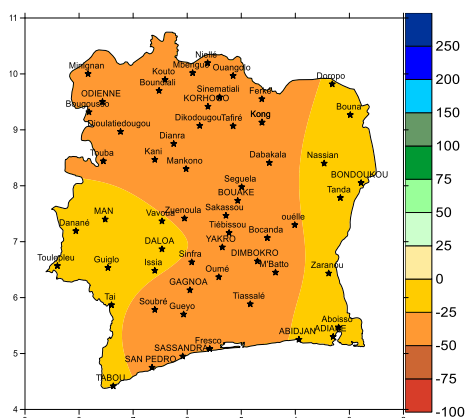 11
Niellé
Minignan
Kouto
Mbengué
Ouangolo
10
Doropo
250
Boundiali
Sinematiali
Ferké
ODIENNE
KORHOGO
200
Bougousso
Bouna
Dikodougou
Tafiré
Kong
150
9
Dioulatiedougou
Dianra
Touba
Kani
Mankono
Dabakala
Nassian
100
8
Seguela
BONDOUKOU
75
BOUAKE
Tanda
MAN
Vavoua
Zuenoula
Sakassou
ouélle
50
Danané
Tiébissou
Bocanda
7
DALOA
YAKRO
25
Toulepleu
Guiglo
Issia
Sinfra
DIMBOKRO
M'Batto
Zaranou
0
Oumé
GAGNOA
6
Tai
Soubré
Gueyo
Tiassalé
-25
Aboisso
ABIDJAN
ADIAKE
Fresco
-50
5
SASSANDRA
SAN PEDRO
TABOU
-75
4
-100